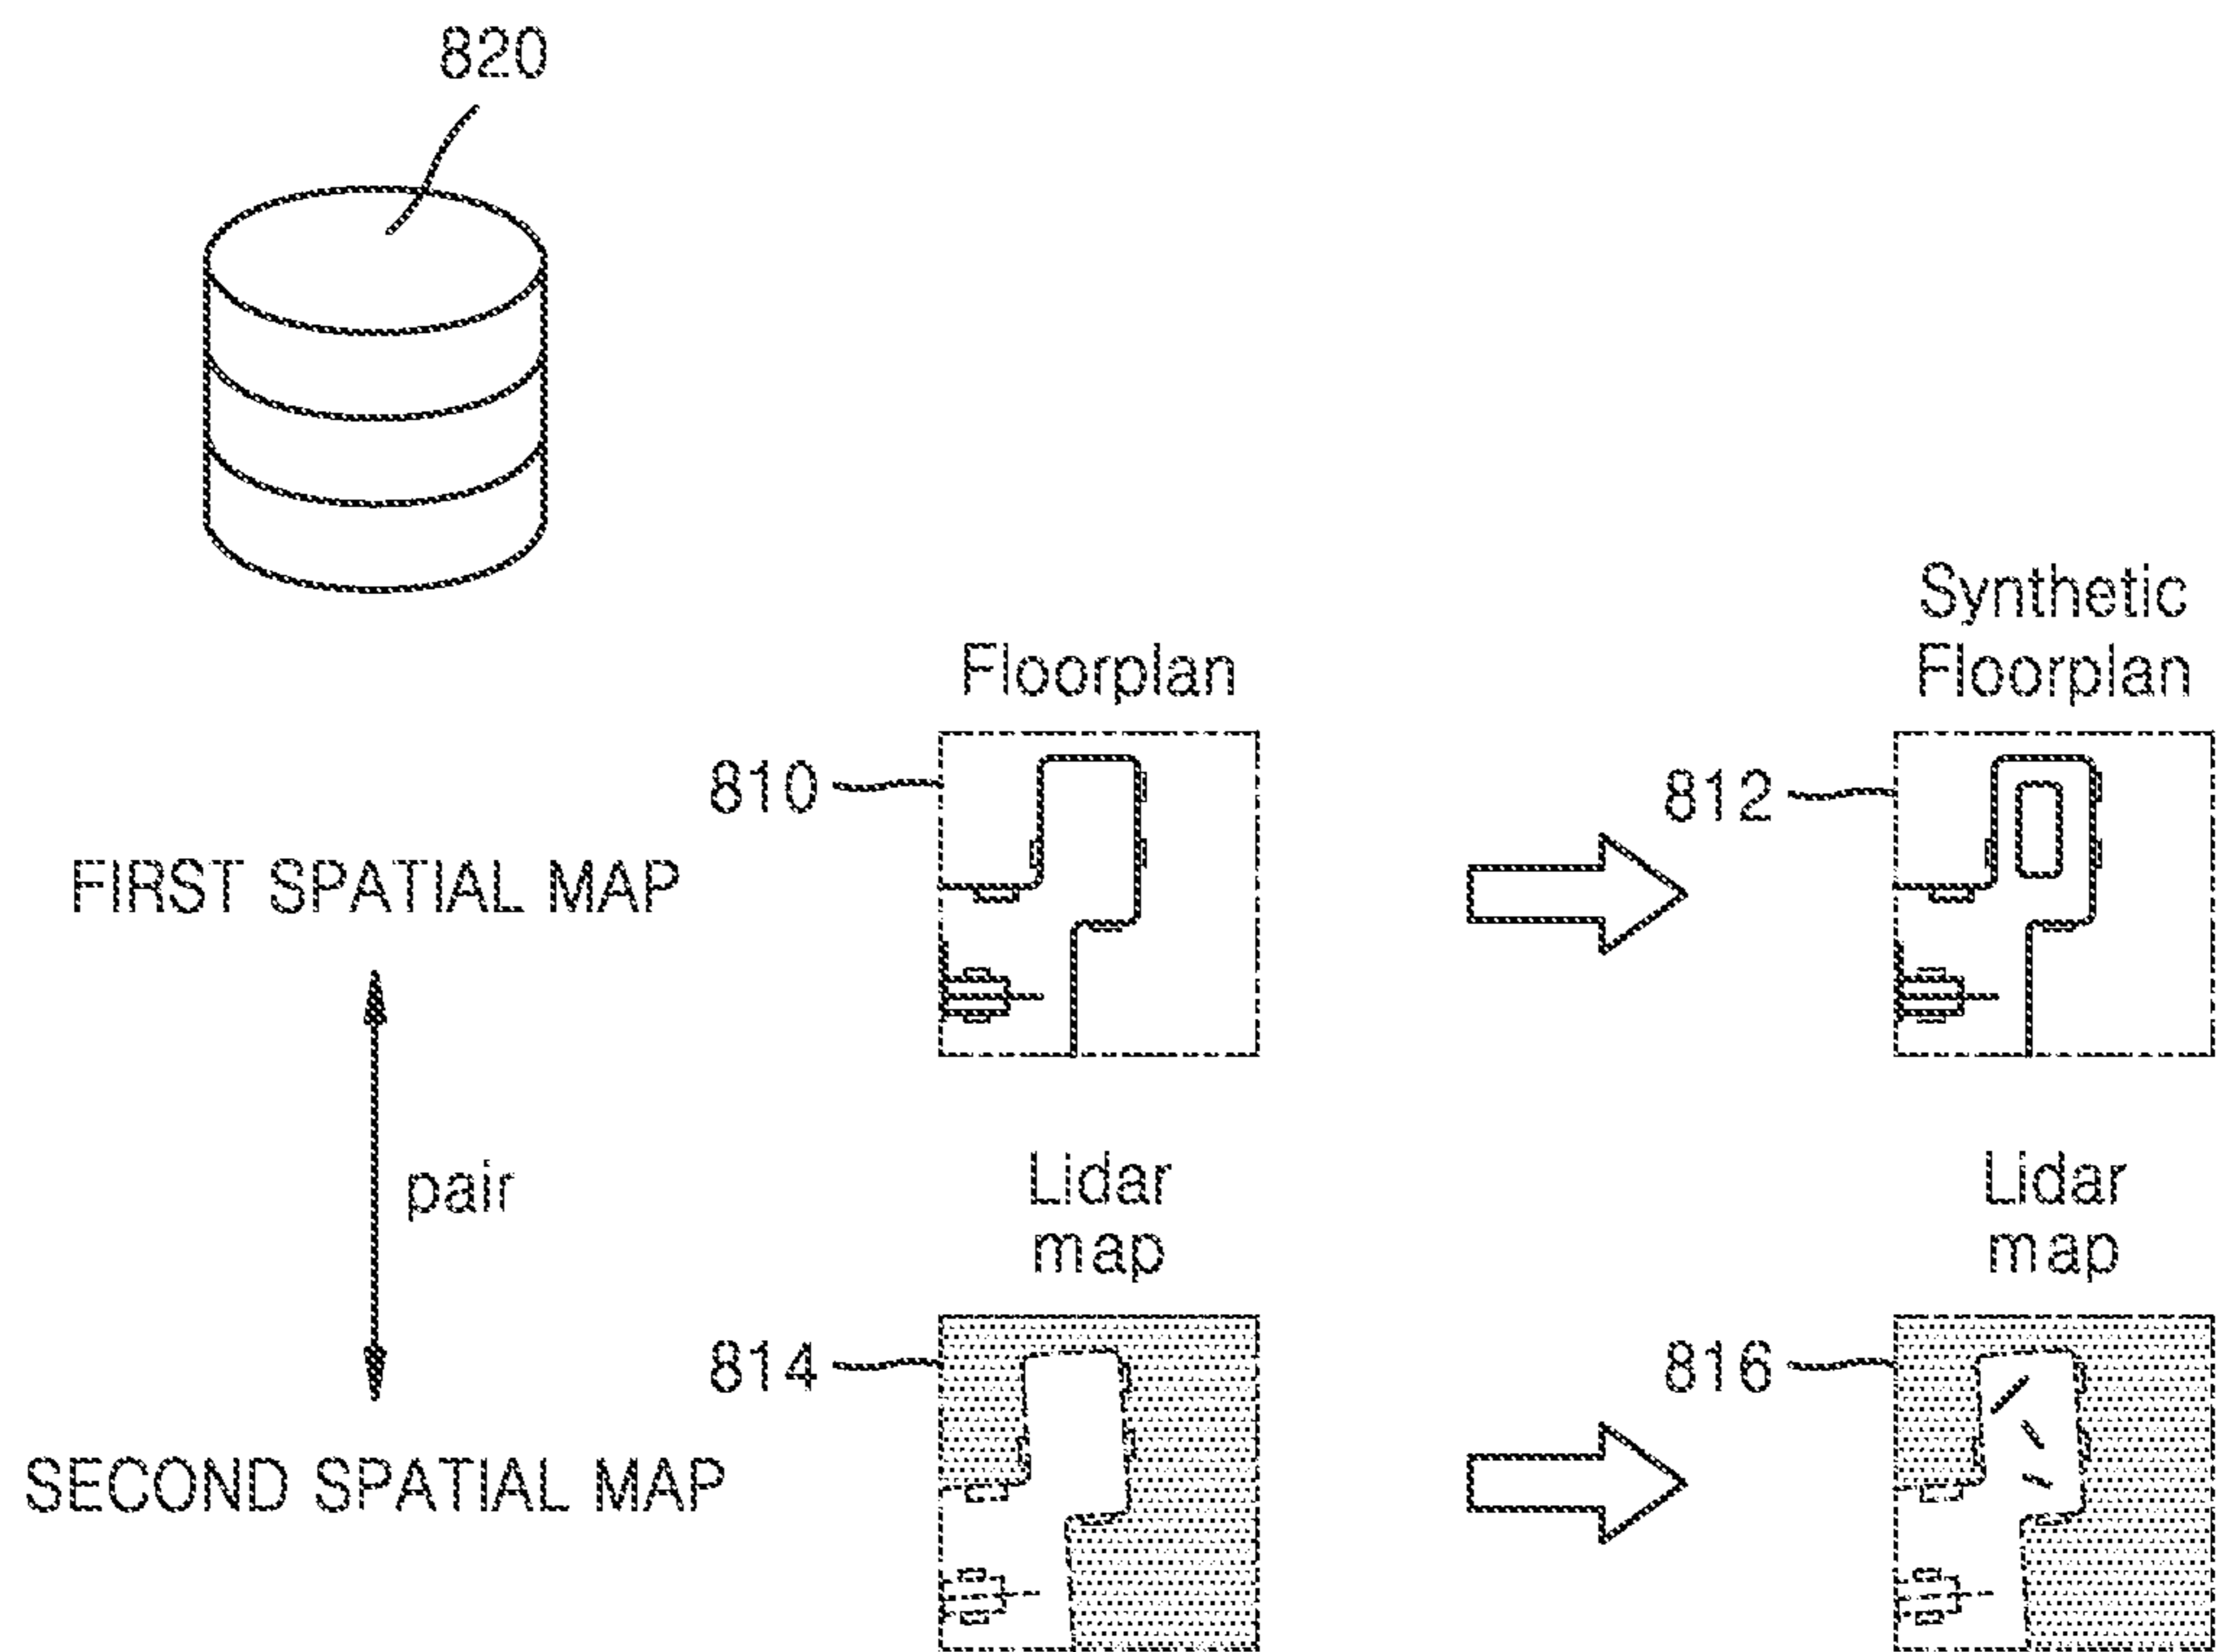 820
Synthetic
Floorplan
Floorplan
810
812
FIRST SPATIAL MAP
pair
Lidar
map
Lidar
map
814
816
SECOND SPATIAL MAP